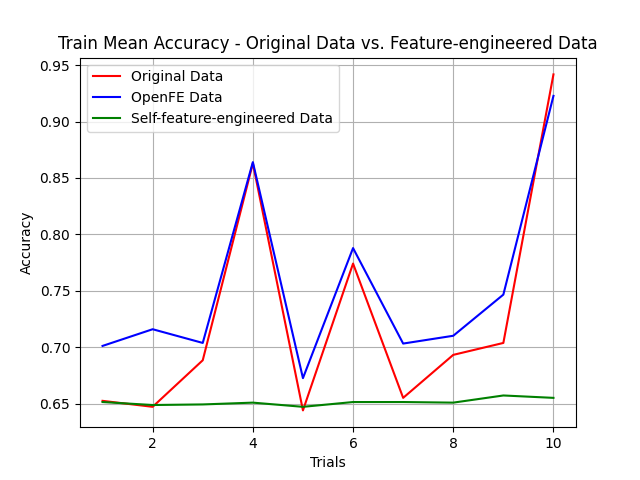 Train Mean Accuracy - Original Data vs. Feature-engineered Data
Original Data
OpenFE Data
Self-feature-engineered Data
0.95
0.90
0.85
0.80
0.75
0.70
0.65
Accuracy
2
4
6
8
10
Trials